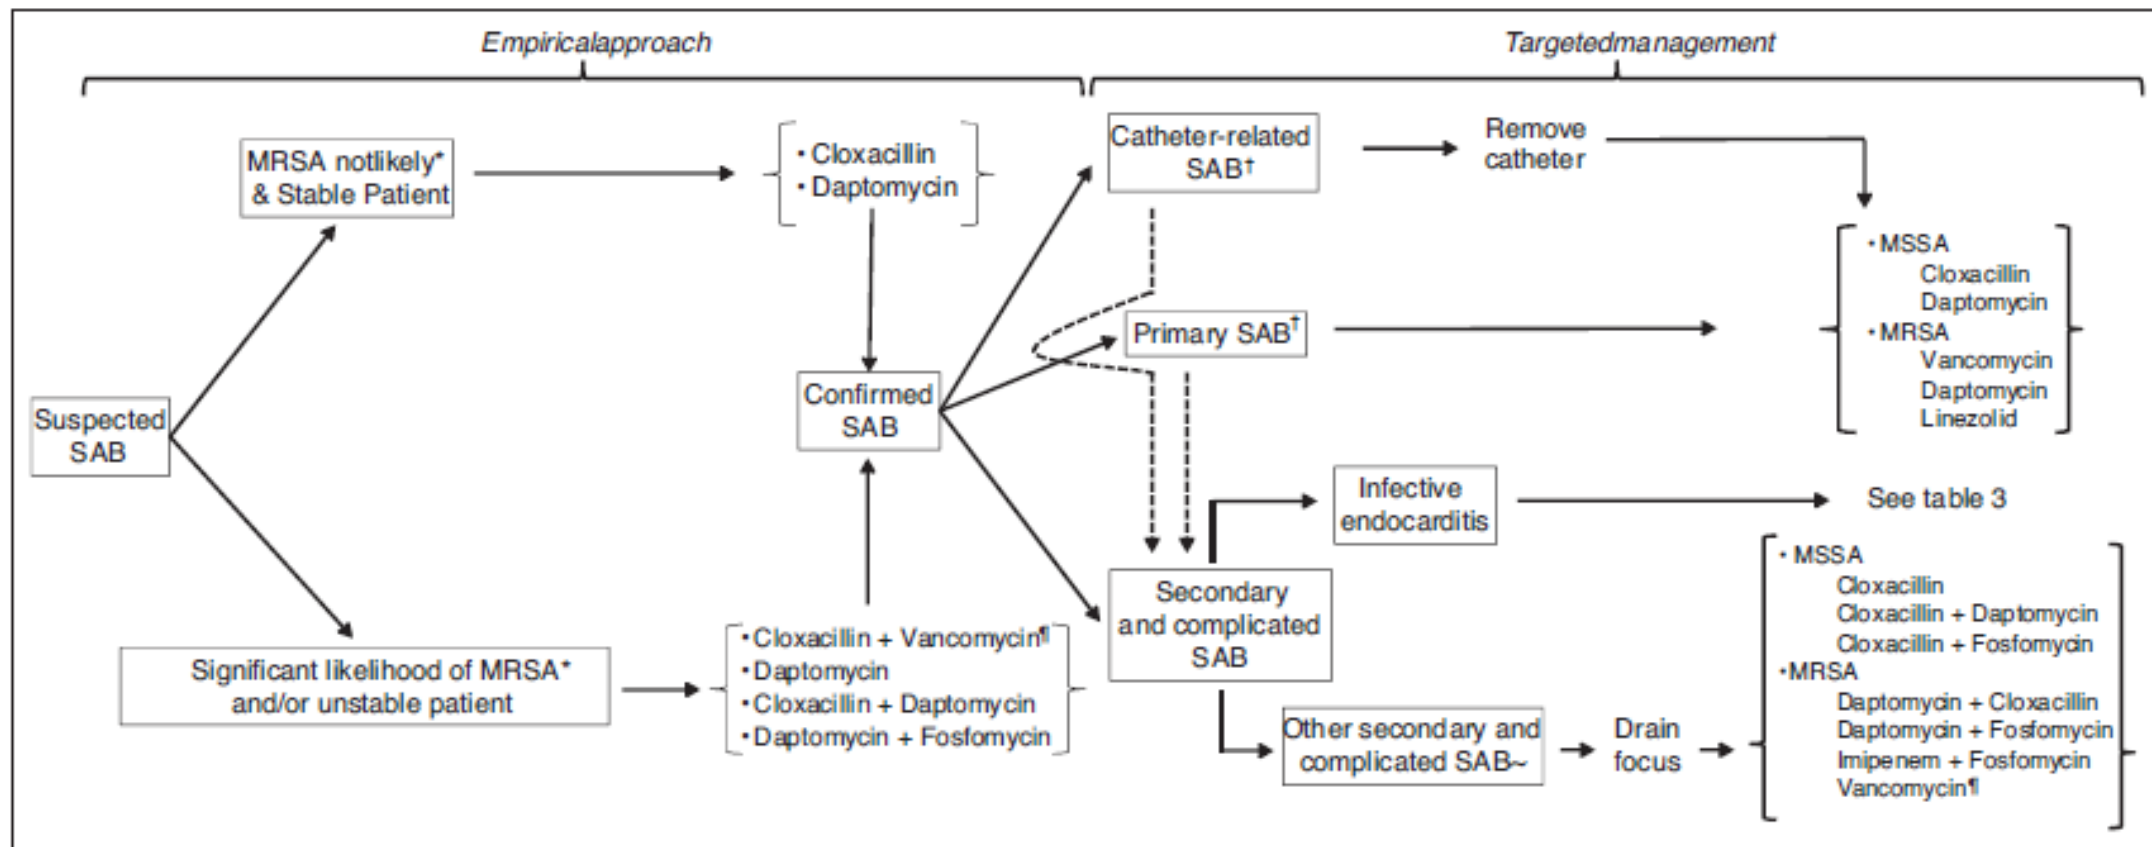 Empiricalapproach
Targetedmanagement
Suspected
SAB
MRSA notlikely*
& Stable Patient
• Cloxacillin
• Daptomycin
Significant likelihood of MRSA*
and/or unstable patient
• Cloxacillin + Vancomycin¶
• Daptomycin
• Cloxacillin + Daptomycin
• Daptomycin + Fosfomycin
Confirmed
SAB
Catheter-related
SAB†
Remove
catheter
Primary SAB†
• MSSA
Cloxacillin
Daptomycin
• MRSA
Vancomycin
Daptomycin
Linezolid
Secondary
and complicated
SAB
Infective
endocarditis
See table 3
Other secondary and
complicated SAB~
Drain
focus
• MSSA
Cloxacillin
Cloxacillin + Daptomycin
Cloxacillin + Fosfomycin
•MRSA
Daptomycin + Cloxacillin
Daptomycin + Fosfomycin
Imipenem + Fosfomycin
Vancomycin¶